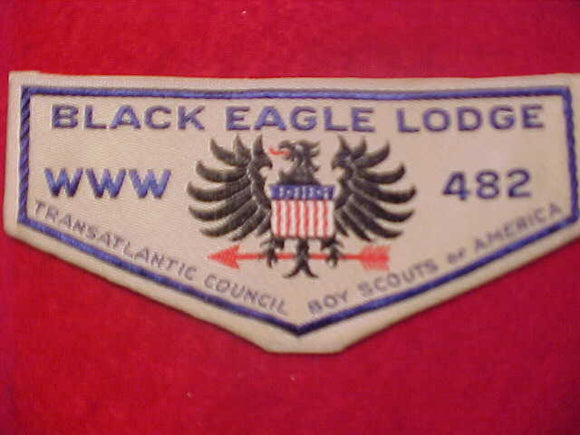 BLACK EAGLE LODGE
WWW 482
TRANSATLANTIC COUNCIL BOY SCOUTS OF AMERICA